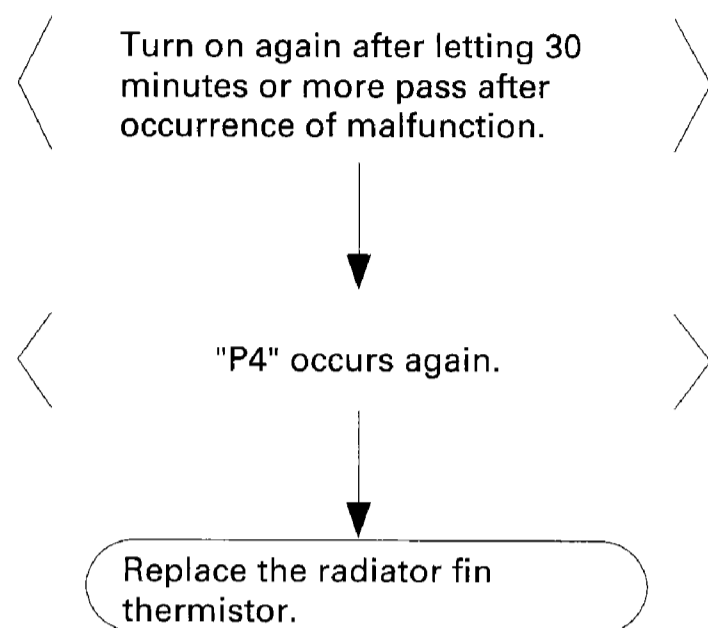 Turn on again after letting 30
minutes or more pass after
occurrence of malfunction.
"P4" occurs again.
Replace the radiator fin
thermistor.